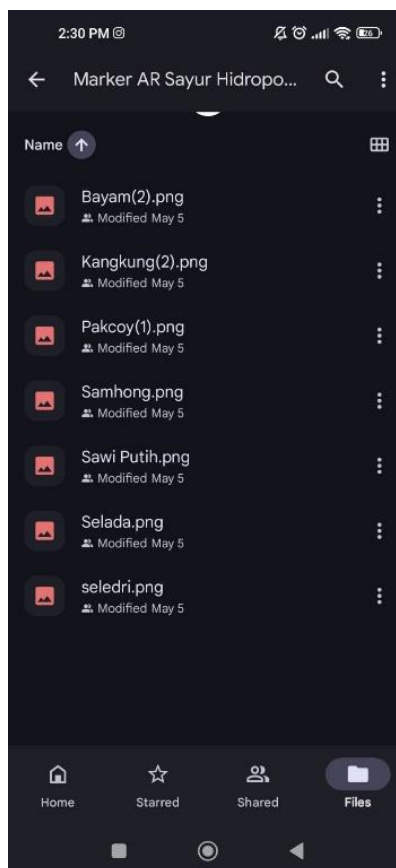 2:30 PM
26
Marker AR Sayur Hidropo...
Name
Bayam(2).png
Modified May 5
Kangkung(2).png
Modified May 5
Pakcoy(1).png
Modified May 5
Samhong.png
Modified May 5
Sawi Putih.png
Modified May 5
Selada.png
Modified May 5
seledri.png
Modified May 5
Home
Starred
Shared
Files